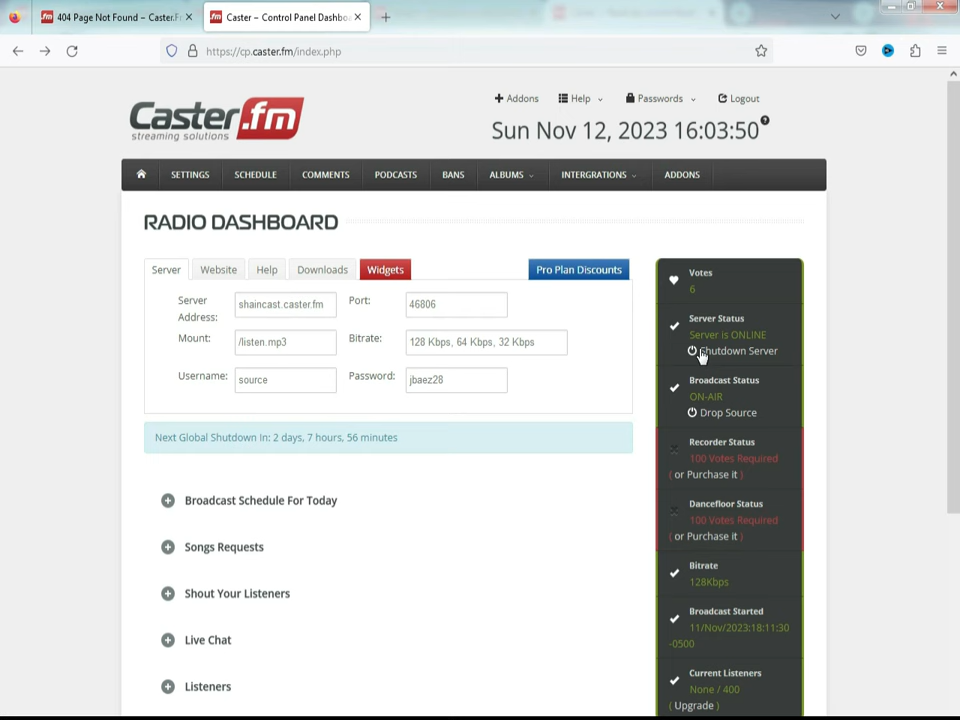 404 Page Not Found – Caster.F
Caster – Control Panel Dashbo
https://cp.caster.fm/index.php
Caster.fm
streaming solutions
Addons
Help
Passwords
Logout
Sun Nov 12, 2023 16:03:50
SETTINGS
SCHEDULE
COMMENTS
PODCASTS
BANS
ALBUMS
INTERGRATIONS
ADDONS
RADIO DASHBOARD
Server
Website
Help
Downloads
Widgets
Pro Plan Discounts
Server Address:
shaincast.caster.fm
Port:
46806
Mount:
/listen.mp3
Bitrate:
128 Kbps, 64 Kbps, 32 Kbps
Username:
source
Password:
jbaez28
Next Global Shutdown In: 2 days, 7 hours, 56 minutes
Broadcast Schedule For Today
Songs Requests
Shout Your Listeners
Live Chat
Listeners
Votes
6
Server Status
Server is ONLINE
Shutdown Server
Broadcast Status
ON-AIR
Drop Source
Recorder Status
100 Votes Required
( or Purchase it )
Dancefloor Status
100 Votes Required
( or Purchase it )
Bitrate
128Kbps
Broadcast Started
11/Nov/2023:18:11:30
-0500
Current Listeners
None / 400
( Upgrade )